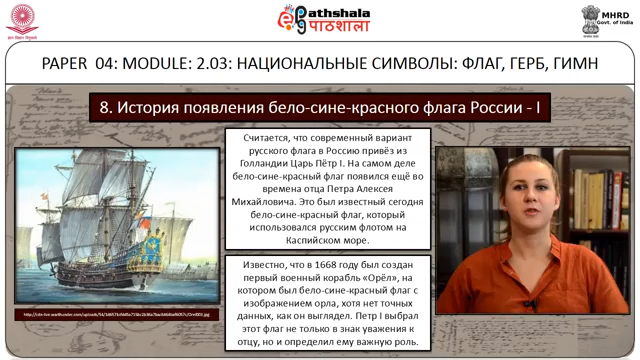 ePathshala
पाठशाला
MHRD
Govt. of India
PAPER 04: MODULE: 2.03: НАЦИОНАЛЬНЫЕ СИМВОЛЫ: ФЛАГ, ГЕРБ, ГИМН
8. История появления бело-сине-красного флага России - I
Считается, что современный вариант
русского флага в Россию привёз из
Голландии Царь Пётр I. На самом деле
бело-сине-красный флаг появился ещё во
времена отца Петра Алексея
Михайловича. Это был известный сегодня
бело-сине-красный флаг, который
использовался русским флотом на
Каспийском море.
Известно, что в 1668 году был создан
первый военный корабль «Орёл», на
котором был бело-сине-красный флаг с
изображением орла, хотя нет точных
данных, как он выглядел. Петр I выбрал
этот флаг не только в знак уважения к
отцу, но и определил ему важную роль.